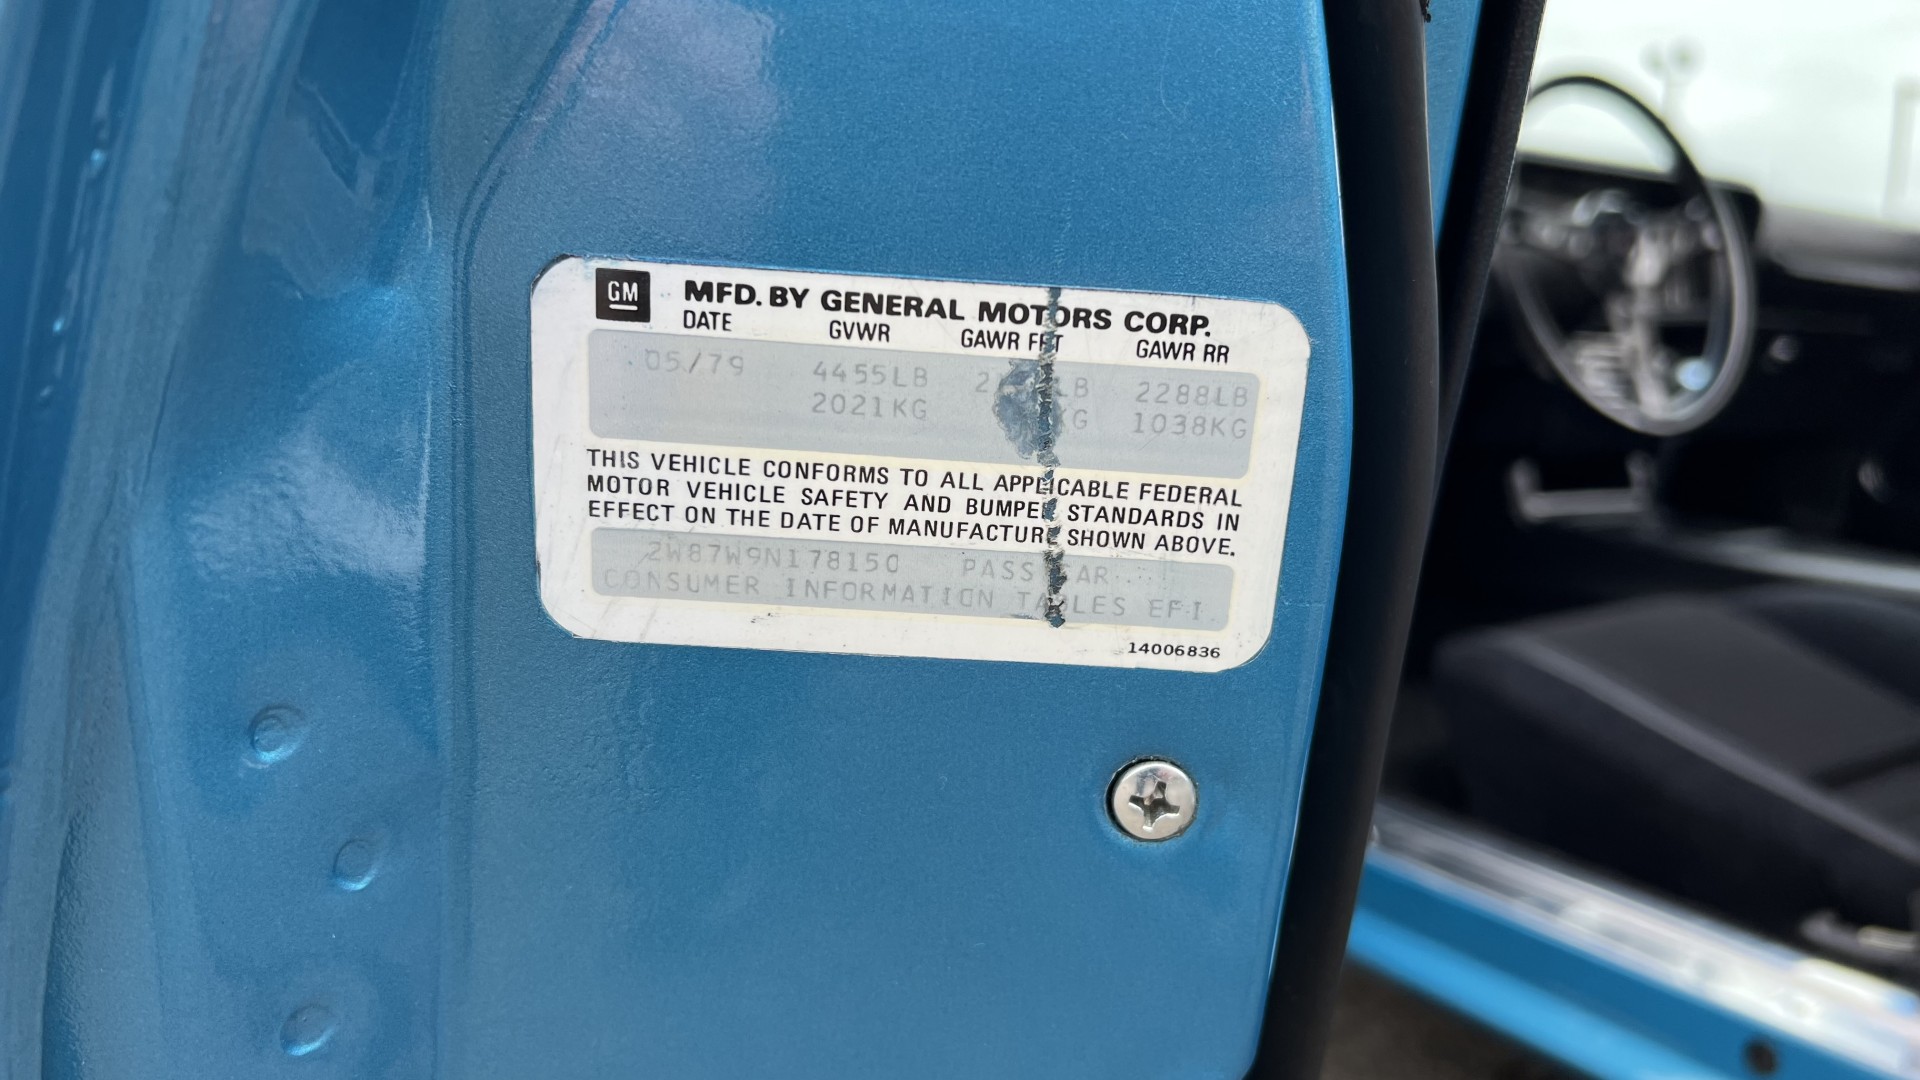 GM
MFD. BY GENERAL MOTORS CORP.
DATE GVWR GAWR FRT GAWR RR
05/79 4455LB 2288LB
2021KG 1038KG
THIS VEHICLE CONFORMS TO ALL APPLICABLE FEDERAL
MOTOR VEHICLE SAFETY AND BUMPER STANDARDS IN
EFFECT ON THE DATE OF MANUFACTURE SHOWN ABOVE.
2W87W9N178150 PASS CAR
CONSUMER INFORMATION TABLES EFI
14006836